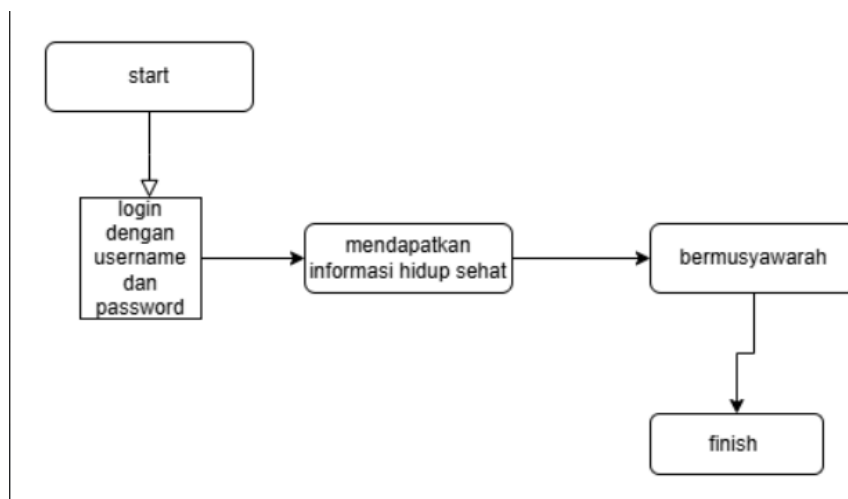 start
login
dengan
username
dan
password
mendapatkan
informasi hidup sehat
bermusyawarah
finish